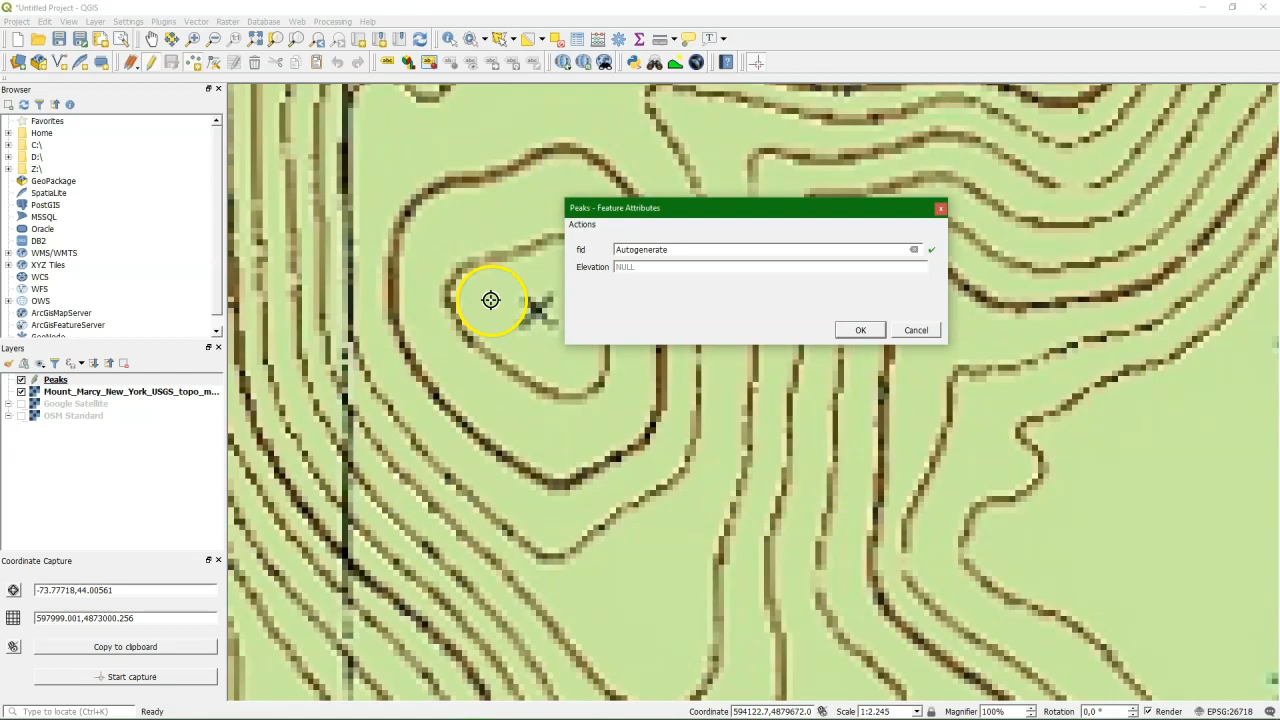 *Untitled Project - QGIS
Project Edit View Layer Settings Plugins Vector Raster Database Web Processing Help
Browser
Favorites
Home
C:\
D:\
Z:\
GeoPackage
SpatiaLite
PostGIS
MSSQL
Oracle
DB2
WMS/WMTS
XYZ Tiles
WCS
WFS
OWS
ArcGisMapServer
ArcGisFeatureServer
GeoNode
Layers
Peaks
Mount_Marcy_New_York_USGS_topo_m...
Google Satellite
OSM Standard
Coordinate Capture
-73.77718,44.00561
597999.001,4873000.256
Copy to clipboard
Start capture
Peaks - Feature Attributes
Actions
fid Autogenerate
Elevation NULL
OK Cancel
Type to locate (Ctrl+K) Ready Coordinate 594122.7,4879672.0 Scale 1:2.245 Magnifier 100% Rotation 0,0 ° Render EPSG:26718